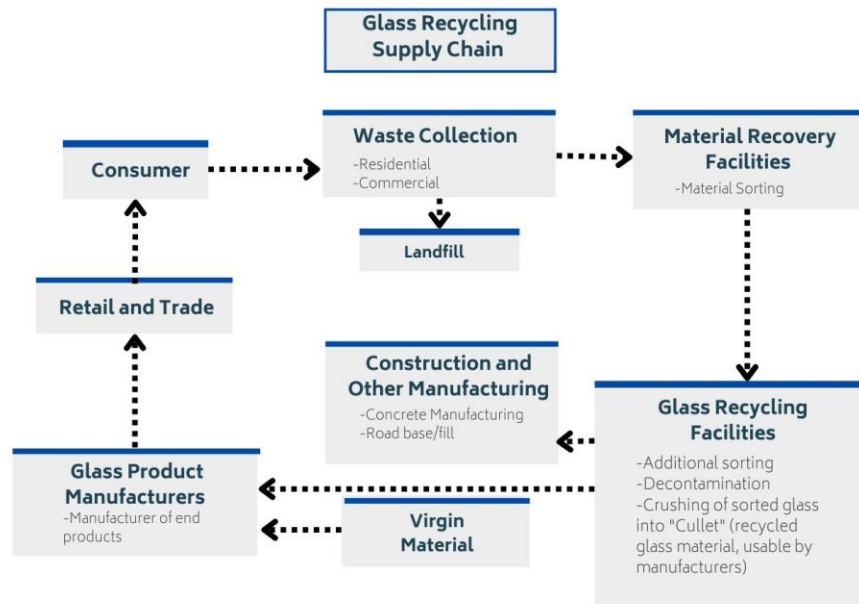 Glass Recycling
Supply Chain
Waste Collection
-Residential
-Commercial
Material Recovery
Facilities
-Material Sorting
Consumer
Landfill
Retail and Trade
Construction and
Other Manufacturing
-Concrete Manufacturing
-Road base/fill
Glass Recycling
Facilities
-Additional sorting
-Decontamination
-Crushing of sorted glass
into "Cullet" (recycled
glass material, usable by
manufacturers)
Glass Product
Manufacturers
-Manufacturer of end
products
Virgin
Material